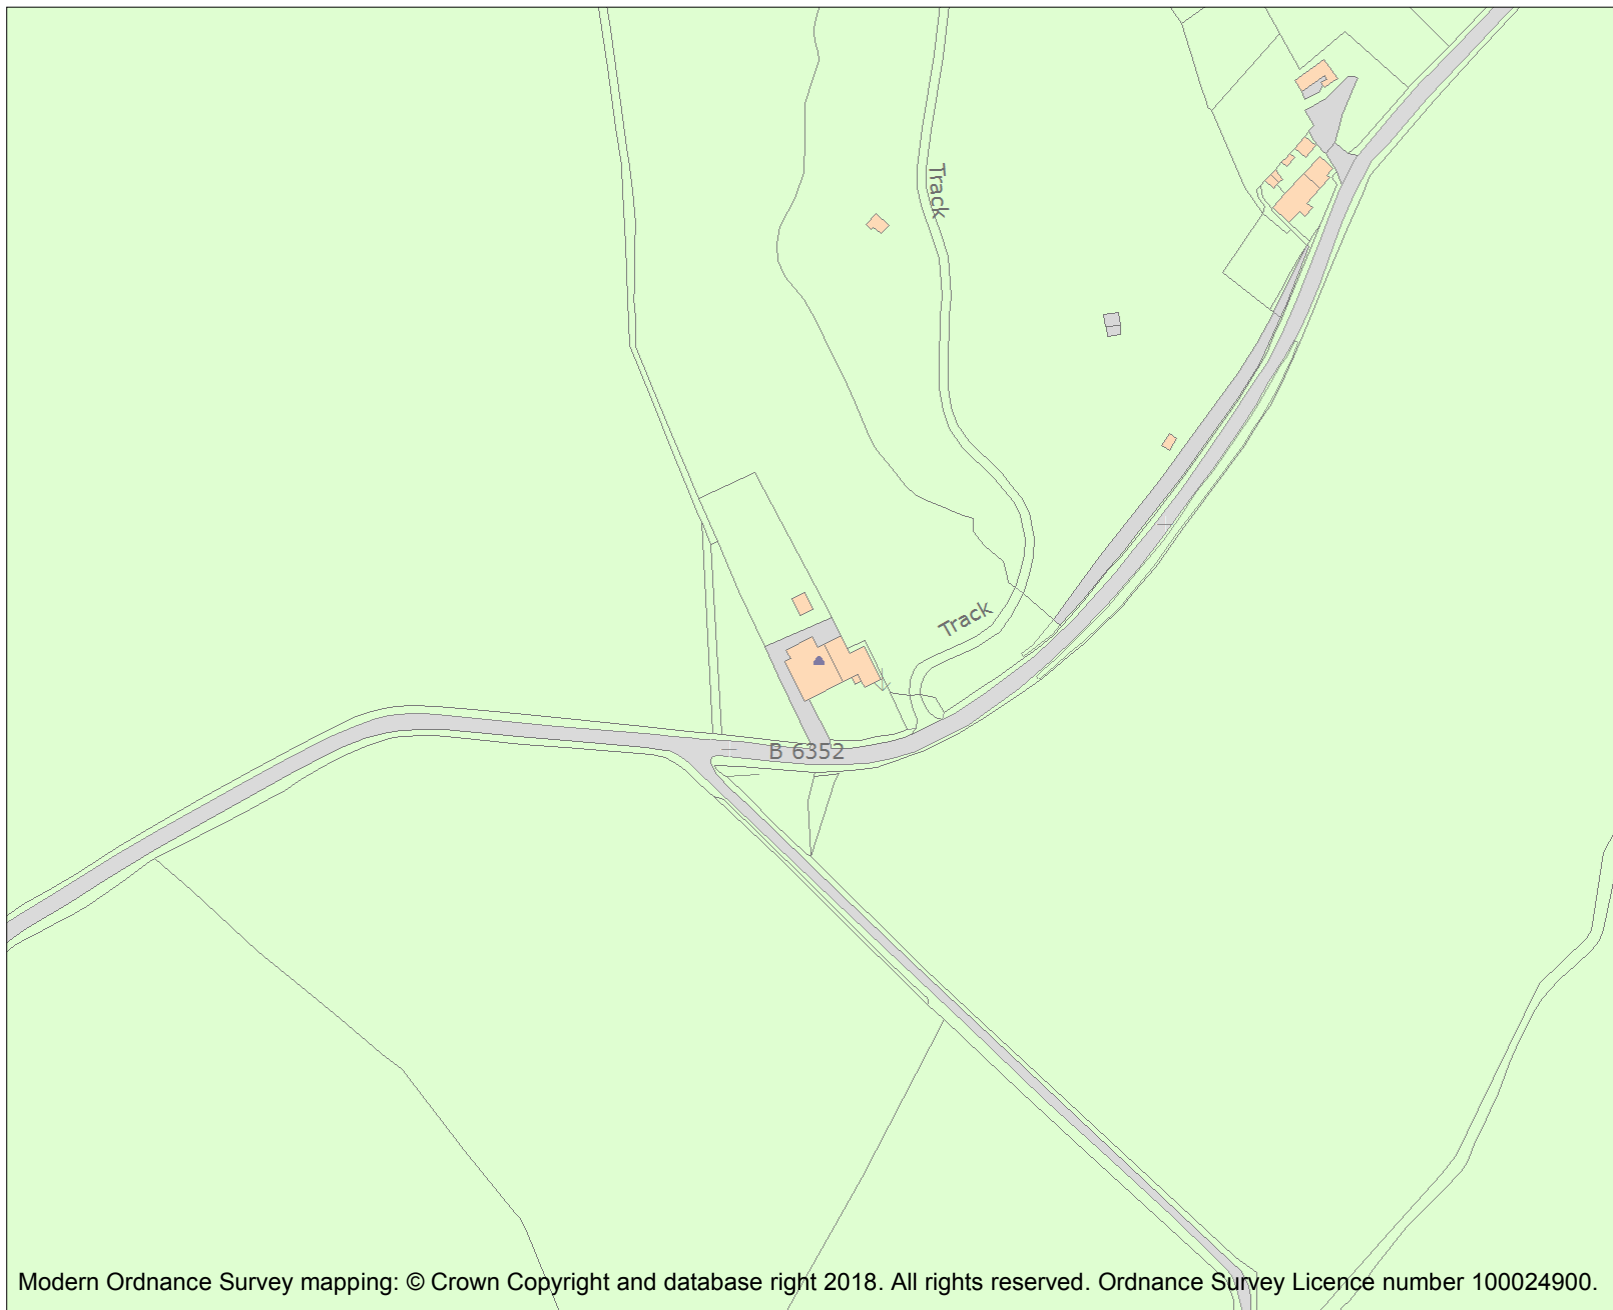 Track
Track
B 6352
Modern Ordnance Survey mapping: © Crown Copyright and database right 2018. All rights reserved. Ordnance Survey Licence number 100024900.